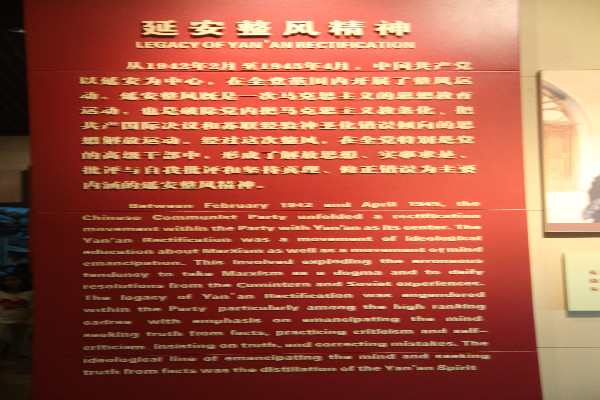 延安整风精神
LEGACY OF YAN'AN RECTIFICATION
从1942年2月至1945年4月，中国共产党
以延安为中心，在全党范围内开展了整风运
动。延安整风既是一次马克思主义的思想教育
运动，也是破除党内把马克思主义教条化、把
共产国际决议和苏联经验神圣化错误倾向的思
想解放运动。经过这次整风，在全党特别是党
的高级干部中，形成了解放思想、实事求是、
批评与自我批评和坚持真理、修正错误为主要
内涵的延安整风精神。
Between February 1942 and April 1945, the
Chinese Communist Party unfolded a rectification
movement within the Party with Yan'an as its center. The
Yan'an Rectification was a movement of ideological
education about Marxism as well as a movement of mind
emancipation. This involved exploding the erroneous
tendency to take Marxism as a dogma and to deify
resolutions from the Comintern and Soviet experiences.
The legacy of Yan'an Rectification was engendered
within the Party particularly among the high ranking
cadres with emphasis on emancipating the mind
seeking truth from facts, practicing criticism and self-
criticism insisting on truth, and correcting mistakes. The
ideological line of emancipating the mind and seeking
truth from facts was the distillation of the Yan'an Spirit